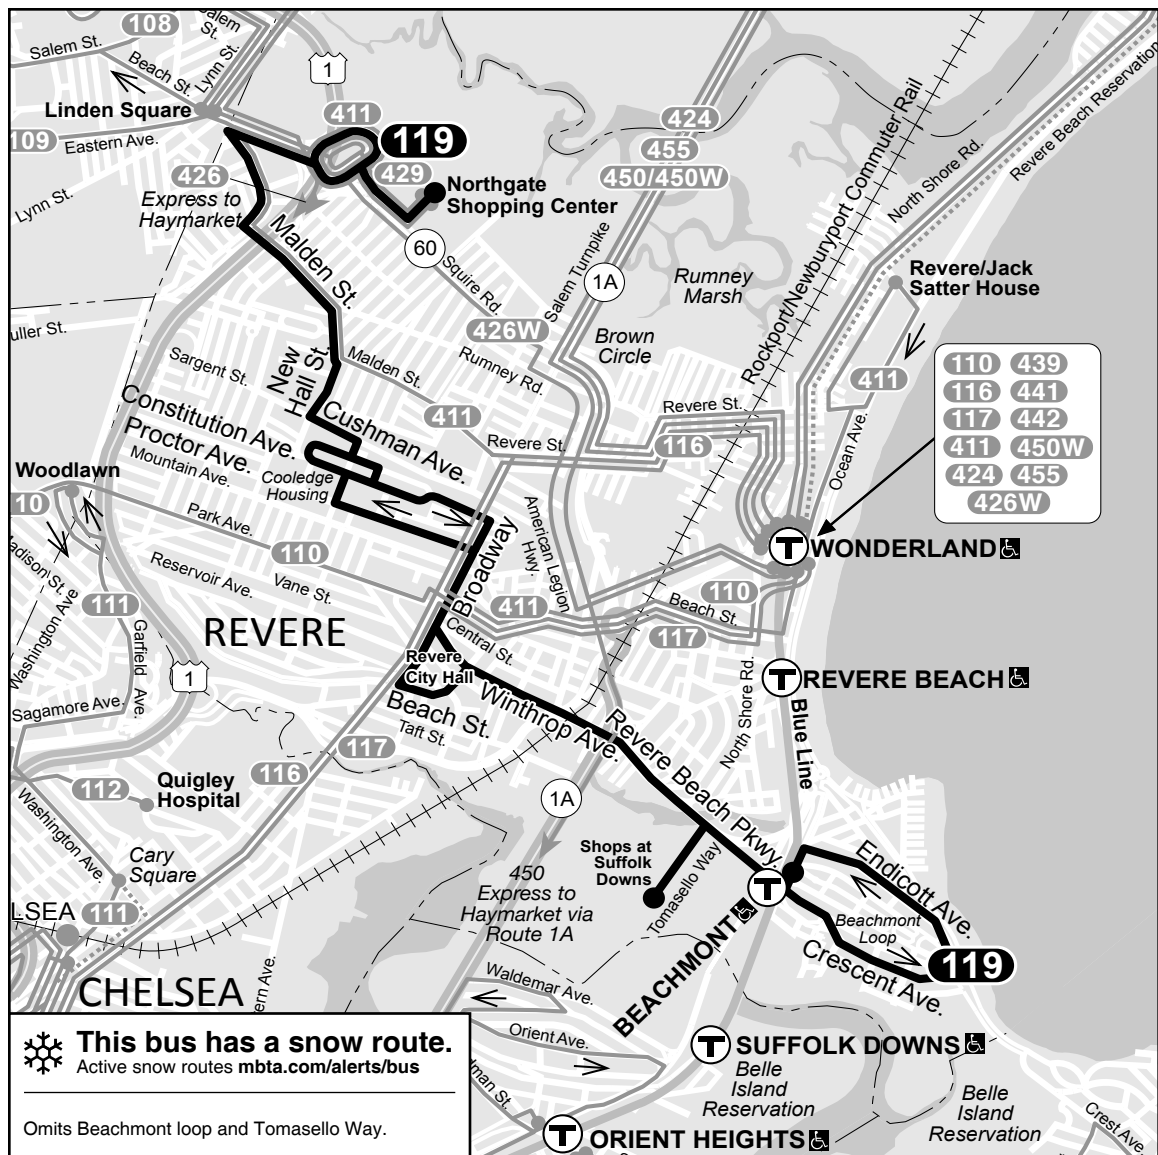 108
Salem St.
Salem
St.
Lynn St.
Beach St.
1
Linden Square
109
Eastern Ave.
411
119
429
426
Express to
Haymarket
Northgate
Shopping Center
Lynn St.
60
Squire Rd.
424
455
450/450W
Salem Turnpike
1A
Rumney
Marsh
Brown
Circle
Rockport/Newburyport Commuter Rail
North Shore Rd.
Revere Beach Reservation
Revere/Jack
Satter House
411
Ocean Ave.
110 439
116 441
117 442
411 450W
424 455
426W
uller St.
Malden St.
New
Hall St.
Sargent St.
Malden St.
411
426W
Rumney Rd.
Revere St.
116
Revere St.
Constitution Ave.
Proctor Ave.
Cushman Ave.
Mountain Ave.
Cooledge
Housing
Woodlawn
10
Park Ave.
110
Reservoir Ave.
Vane St.
adison St.
Washington Ave
111
Garfield Ave.
Broadway
American Legion
Hwy.
WONDERLAND
110
Beach St.
411
117
REVERE
Central St.
Revere
City Hall
1
Sagamore Ave.
Beach St.
Taft St.
Winthrop Ave.
117
116
112
Quigley
Hospital
Washington Ave.
Cary
Square
REVERE BEACH
North Shore Rd.
Blue Line
Revere Beach Pkwy.
1A
Shops at
Suffolk
Downs
Tomasello Way
450
Express to
Haymarket via
Route 1A
Endicott Ave.
Beachmont
Loop
Crescent Ave.
119
BEACHMONT
LSEA
111
CHELSEA
ern Ave.
Waldemar Ave.
Orient Ave.
dman St.
SUFFOLK DOWNS
Belle
Island
Reservation
Belle
Island
Reservation
Crest Ave.
ORIENT HEIGHTS
This bus has a snow route.
Active snow routes mbta.com/alerts/bus
Omits Beachmont loop and Tomasello Way.